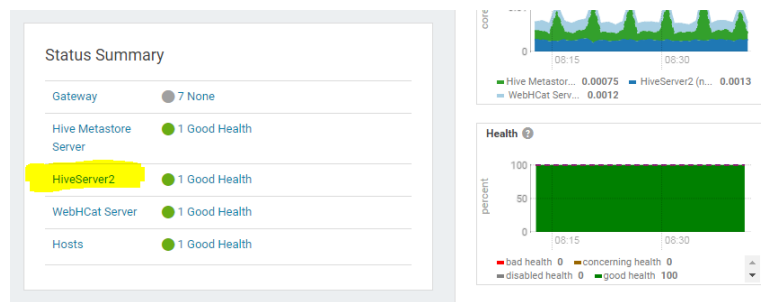 Status Summary
Gateway 7 None
Hive Metastore Server 1 Good Health
HiveServer2 1 Good Health
WebHCat Server 1 Good Health
Hosts 1 Good Health
0
08:15 08:30
Hive Metastor... 0.00075 HiveServer2 (n... 0.0013
WebHCat Serv... 0.0012
Health ?
percent
100
50
0
08:15 08:30
bad health 0 concerning health 0
disabled health 0 good health 100